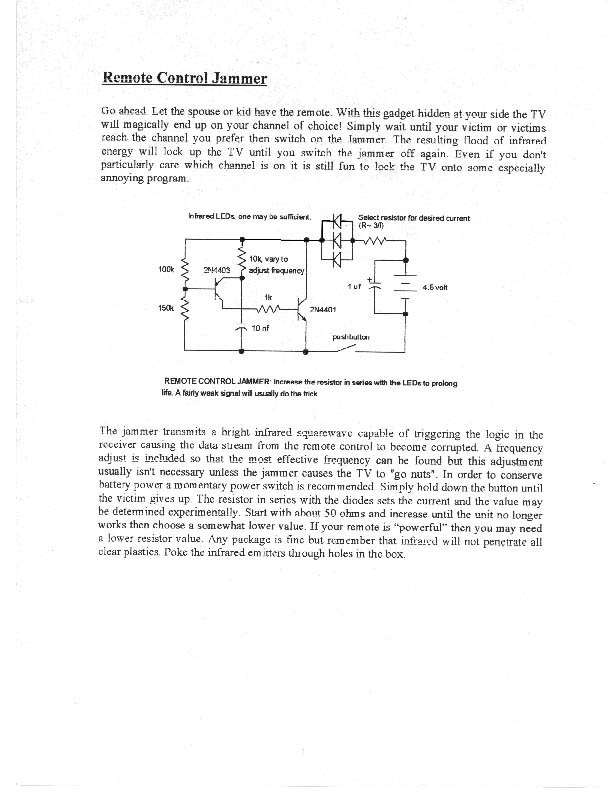 Remote Control Jammer
Go ahead. Let the spouse or kid have the remote. With this gadget hidden at your side the TV
will magically end up on your channel of choice! Simply wait until your victim or victims
reach the channel you prefer then switch on the Jammer. The resulting flood of infrared
energy will lock up the TV until you switch the jammer off again. Even if you don't
particularly care which channel is on it is still fun to lock the TV onto some especially
annoying program.
Infrared LEDs, one may be sufficient.
Select resistor for desired current
(R~ 3/I)
100k
2N4403
10k, vary to
adjust frequency
1 uf
+
4.5 volt
1k
150k
2N4401
10 nf
pushbutton
REMOTE CONTROL JAMMER: Increase the resistor in series with the LEDs to prolong
life. A fairly weak signal will usually do the trick
The jammer transmits a bright infrared squarewave capable of triggering the logic in the
receiver causing the data stream from the remote control to become corrupted. A frequency
adjust is included so that the most effective frequency can be found but this adjustment
usually isn't necessary unless the jammer causes the TV to "go nuts". In order to conserve
battery power a momentary power switch is recommended. Simply hold down the button until
the victim gives up. The resistor in series with the diodes sets the current and the value may
be determined experimentally. Start with about 50 ohms and increase until the unit no longer
works then choose a somewhat lower value. If your remote is "powerful" then you may need
a lower resistor value. Any package is fine but remember that infrared will not penetrate all
clear plastics. Poke the infrared emitters through holes in the box.